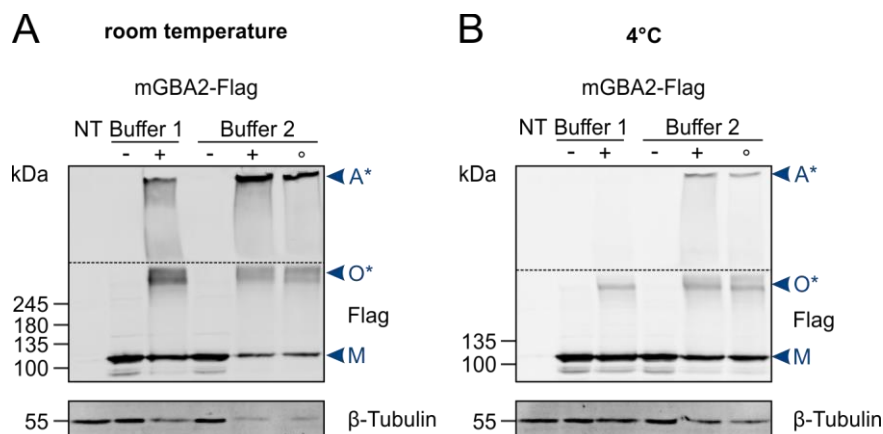 A room temperature
mGBA2-Flag
NT Buffer 1 Buffer 2
- + - + °
kDa
A*
O*
245
180
135
100
Flag
M
55
β-Tubulin
B 4°C
mGBA2-Flag
NT Buffer 1 Buffer 2
- + - + °
kDa
A*
O*
Flag
135
100
M
55
β-Tubulin